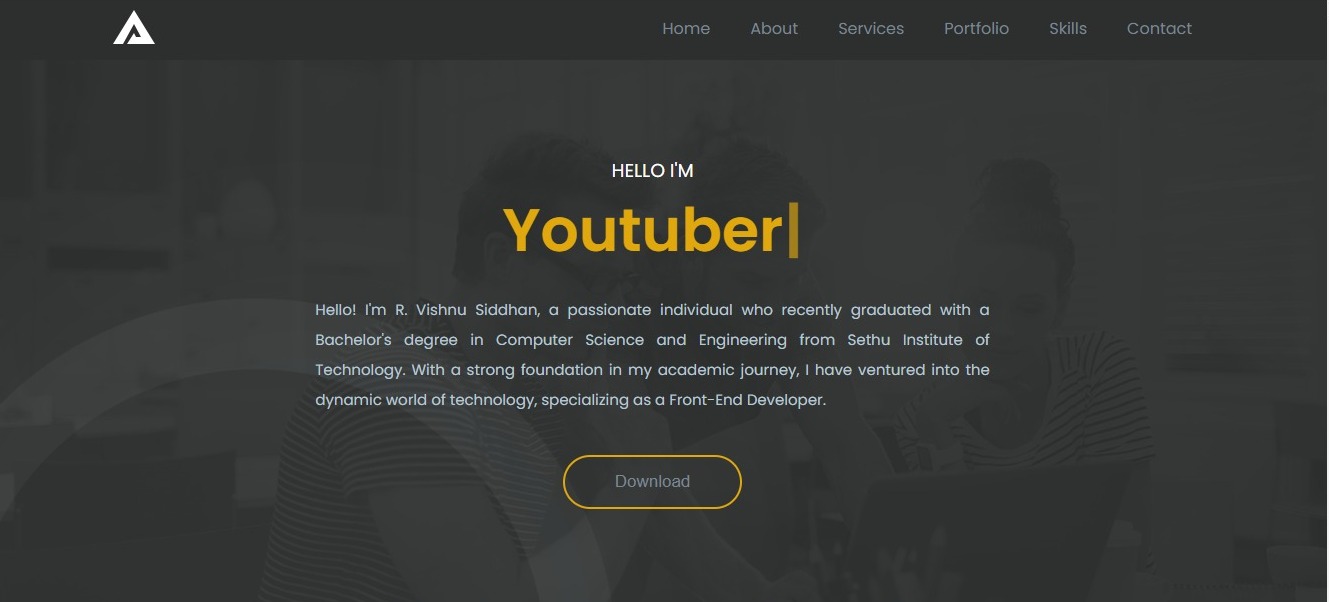 Home About Services Portfolio Skills Contact
HELLO I'M
Youtuber|
Hello! I'm R. Vishnu Siddhan, a passionate individual who recently graduated with a
Bachelor's degree in Computer Science and Engineering from Sethu Institute of
Technology. With a strong foundation in my academic journey, I have ventured into the
dynamic world of technology, specializing as a Front-End Developer.
Download